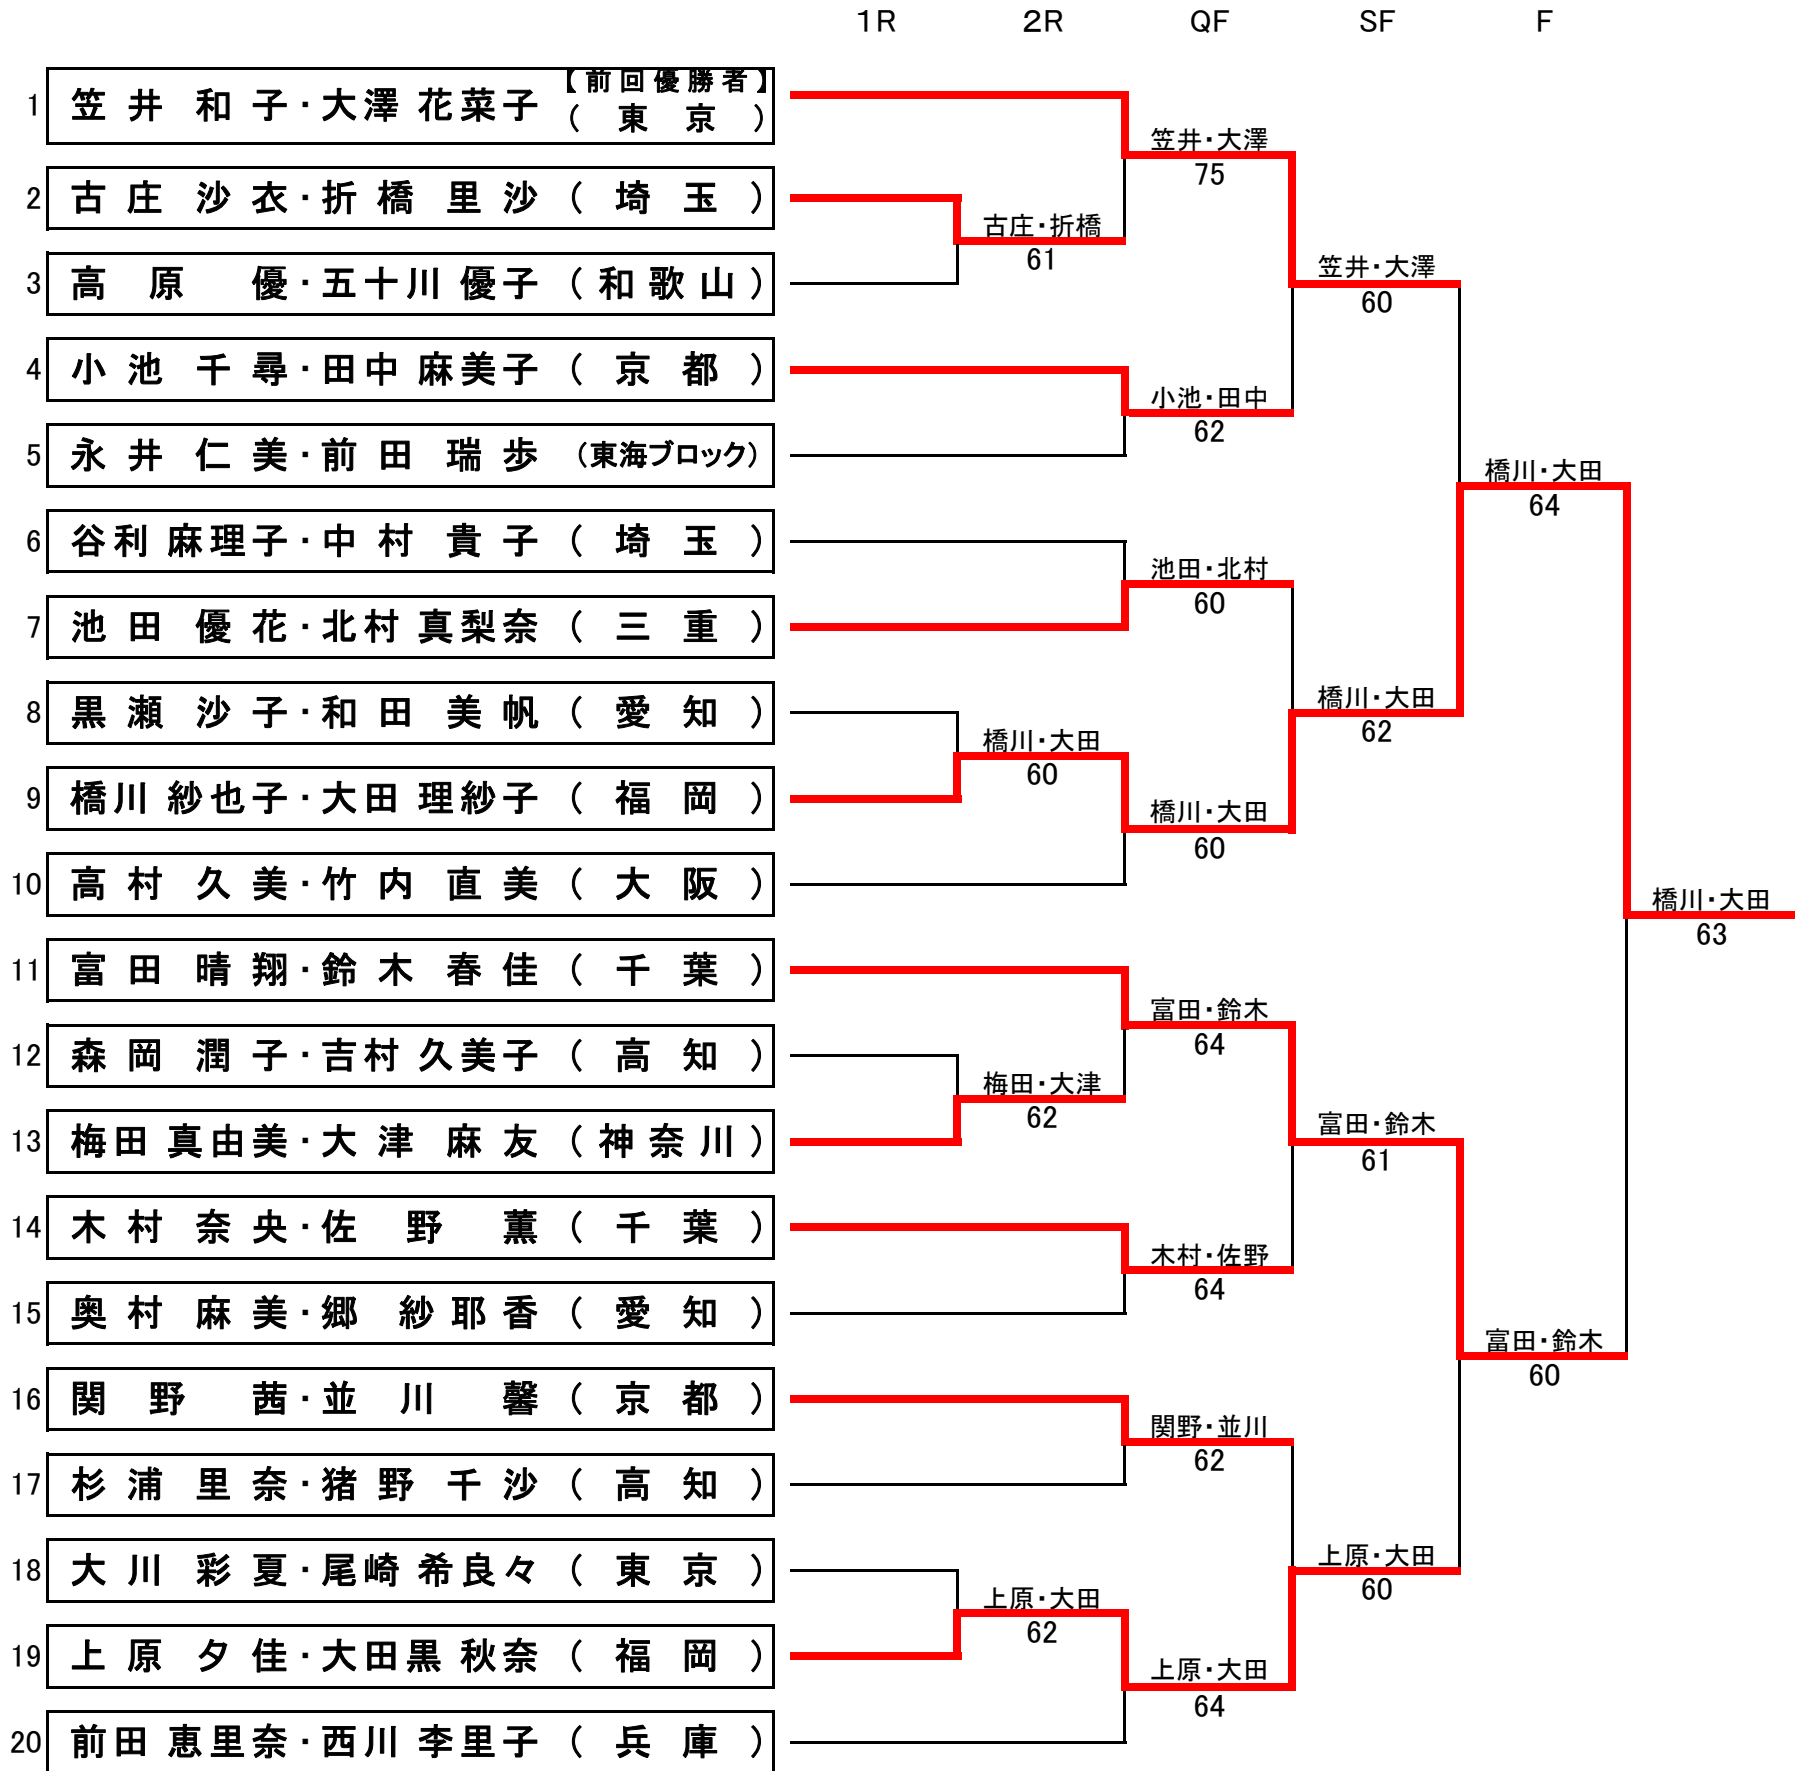 1R 2R QF SF F
1 笠井 和子・大澤 花菜子 【前回優勝者】 (東京)
2 古庄 沙衣・折橋 里沙 (埼玉)
3 高原 優・五十川 優子 (和歌山)
4 小池 千尋・田中 麻美子 (京都)
5 永井 仁美・前田 瑞歩 (東海ブロック)
6 谷利 麻理子・中村 貴子 (埼玉)
7 池田 優花・北村 真梨奈 (三重)
8 黒瀬 沙子・和田 美帆 (愛知)
9 橋川 紗也子・大田 理紗子 (福岡)
10 高村 久美・竹内 直美 (大阪)
11 富田 晴翔・鈴木 春佳 (千葉)
12 森岡 潤子・吉村 久美子 (高知)
13 梅田 真由美・大津 麻友 (神奈川)
14 木村 奈央・佐野 薫 (千葉)
15 奥村 麻美・郷 紗耶香 (愛知)
16 関野 茜・並川 馨 (京都)
17 杉浦 里奈・猪野 千沙 (高知)
18 大川 彩夏・尾崎 希良々 (東京)
19 上原 夕佳・大田黒 秋奈 (福岡)
20 前田 恵里奈・西川 李里子 (兵庫)
古庄・折橋
61
橋川・大田
60
梅田・大津
62
上原・大田
62
笠井・大澤
75
小池・田中
62
池田・北村
60
橋川・大田
60
富田・鈴木
64
木村・佐野
64
関野・並川
62
上原・大田
64
笠井・大澤
60
橋川・大田
62
富田・鈴木
61
上原・大田
60
橋川・大田
64
富田・鈴木
60
橋川・大田
63